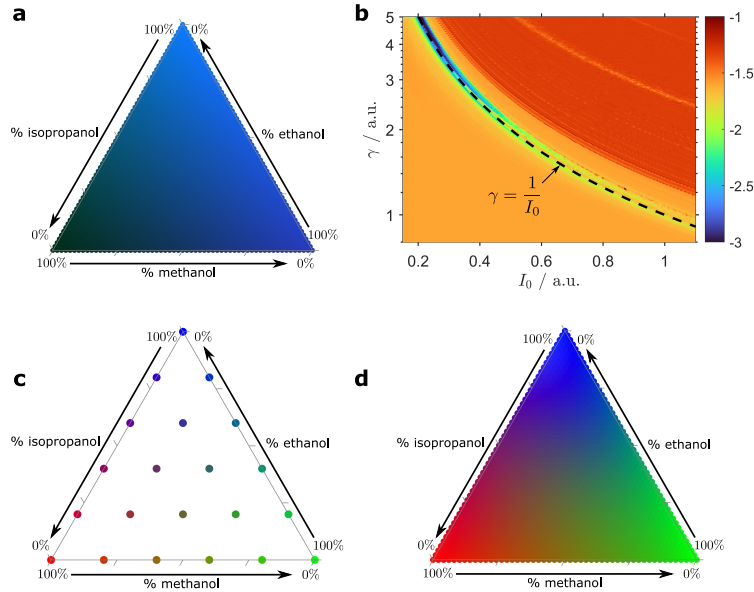 a
100%
0%
% isopropanol
% ethanol
0%
100%
100%
% methanol
0%
b
5
4
3
2
1
γ / a.u.
γ = 1/I₀
0.2
0.4
0.6
0.8
1
I₀ / a.u.
-1
-1.5
-2
-2.5
-3
c
100%
0%
% isopropanol
% ethanol
0%
100%
100%
% methanol
0%
d
100%
0%
% isopropanol
% ethanol
0%
100%
100%
% methanol
0%